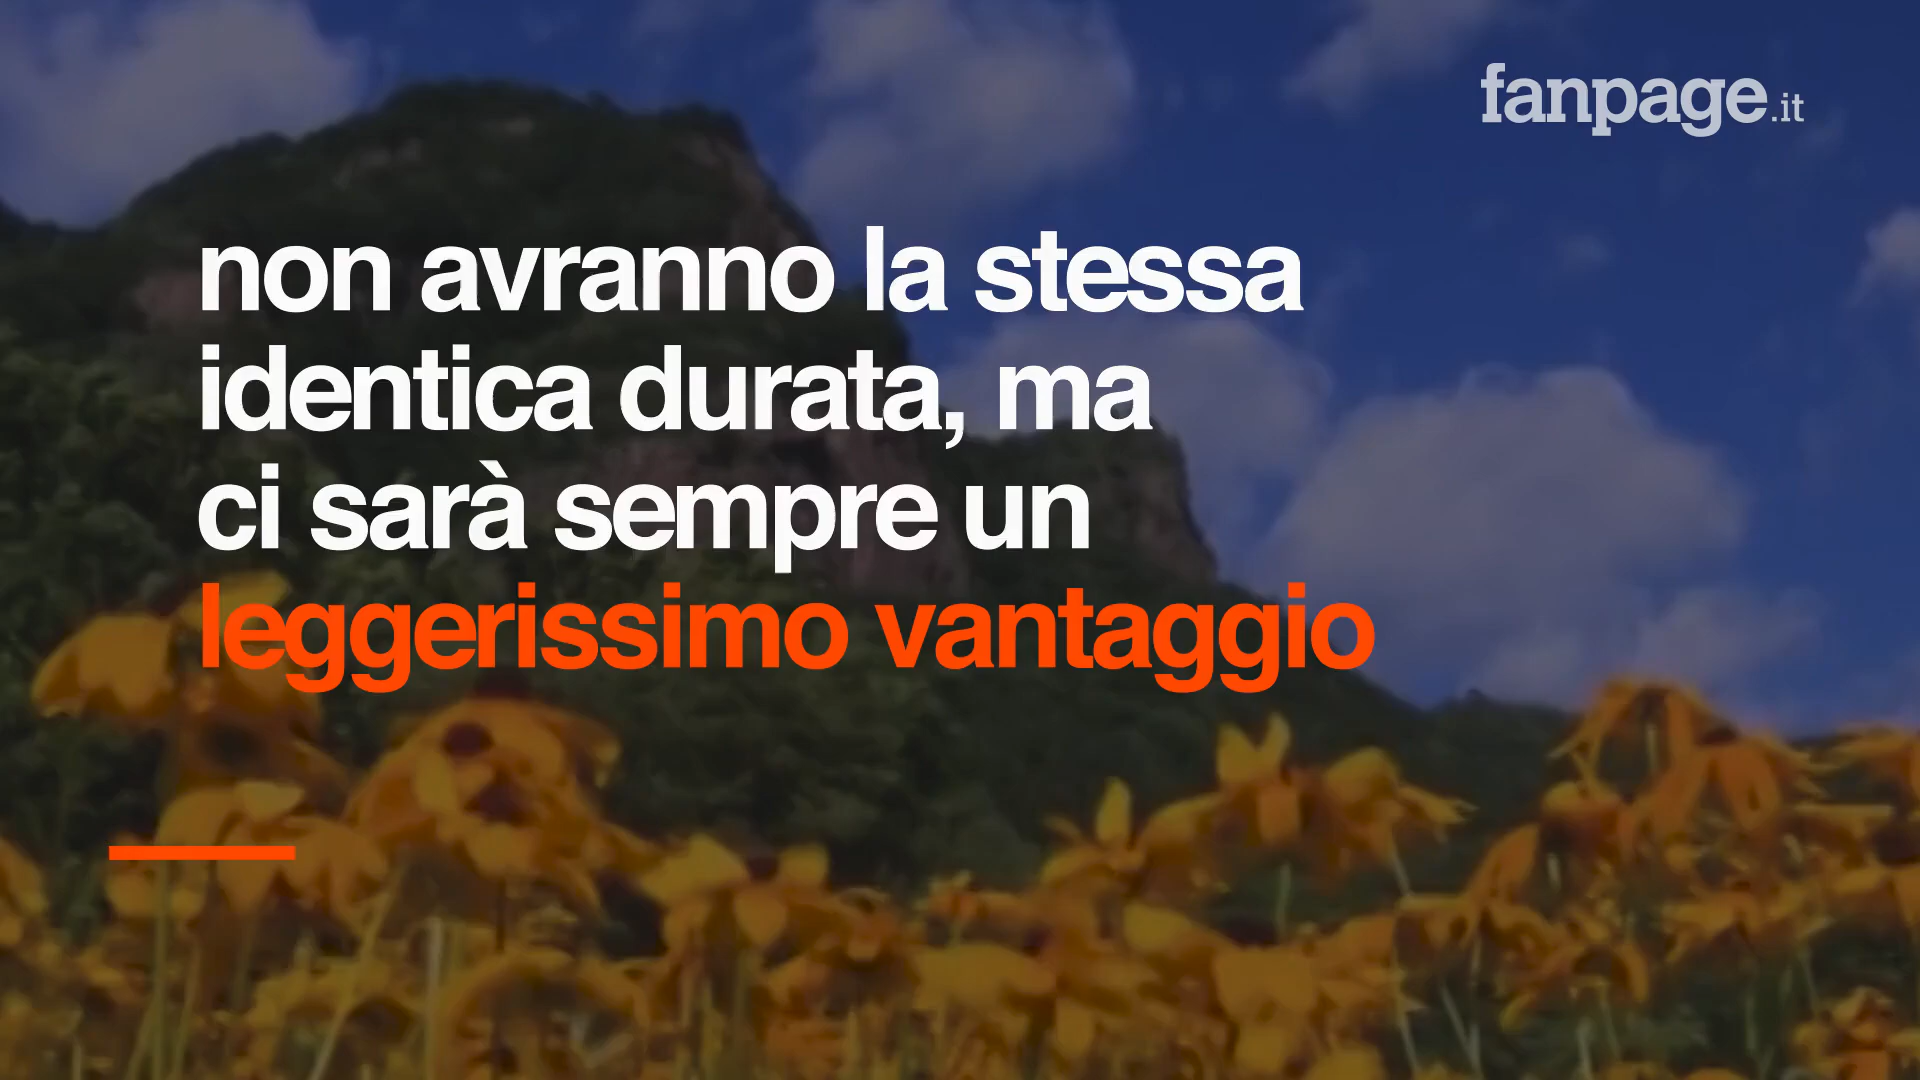 fanpage.it
non avranno la stessa
identica durata, ma
ci sarà sempre un
leggerissimo vantaggio